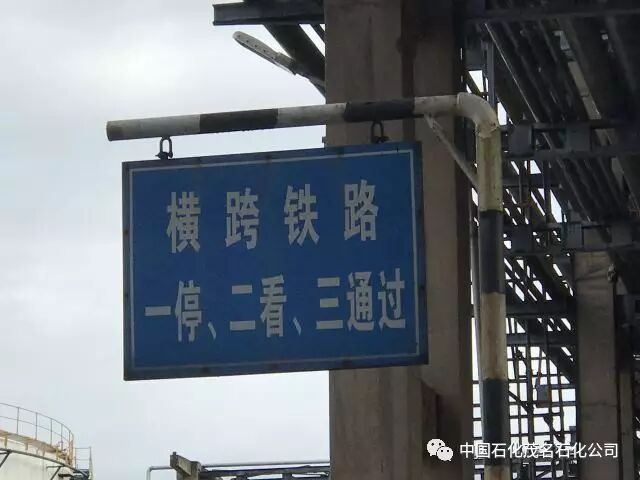 横跨铁路
一停、二看、三通过
中国石化茂名石化公司